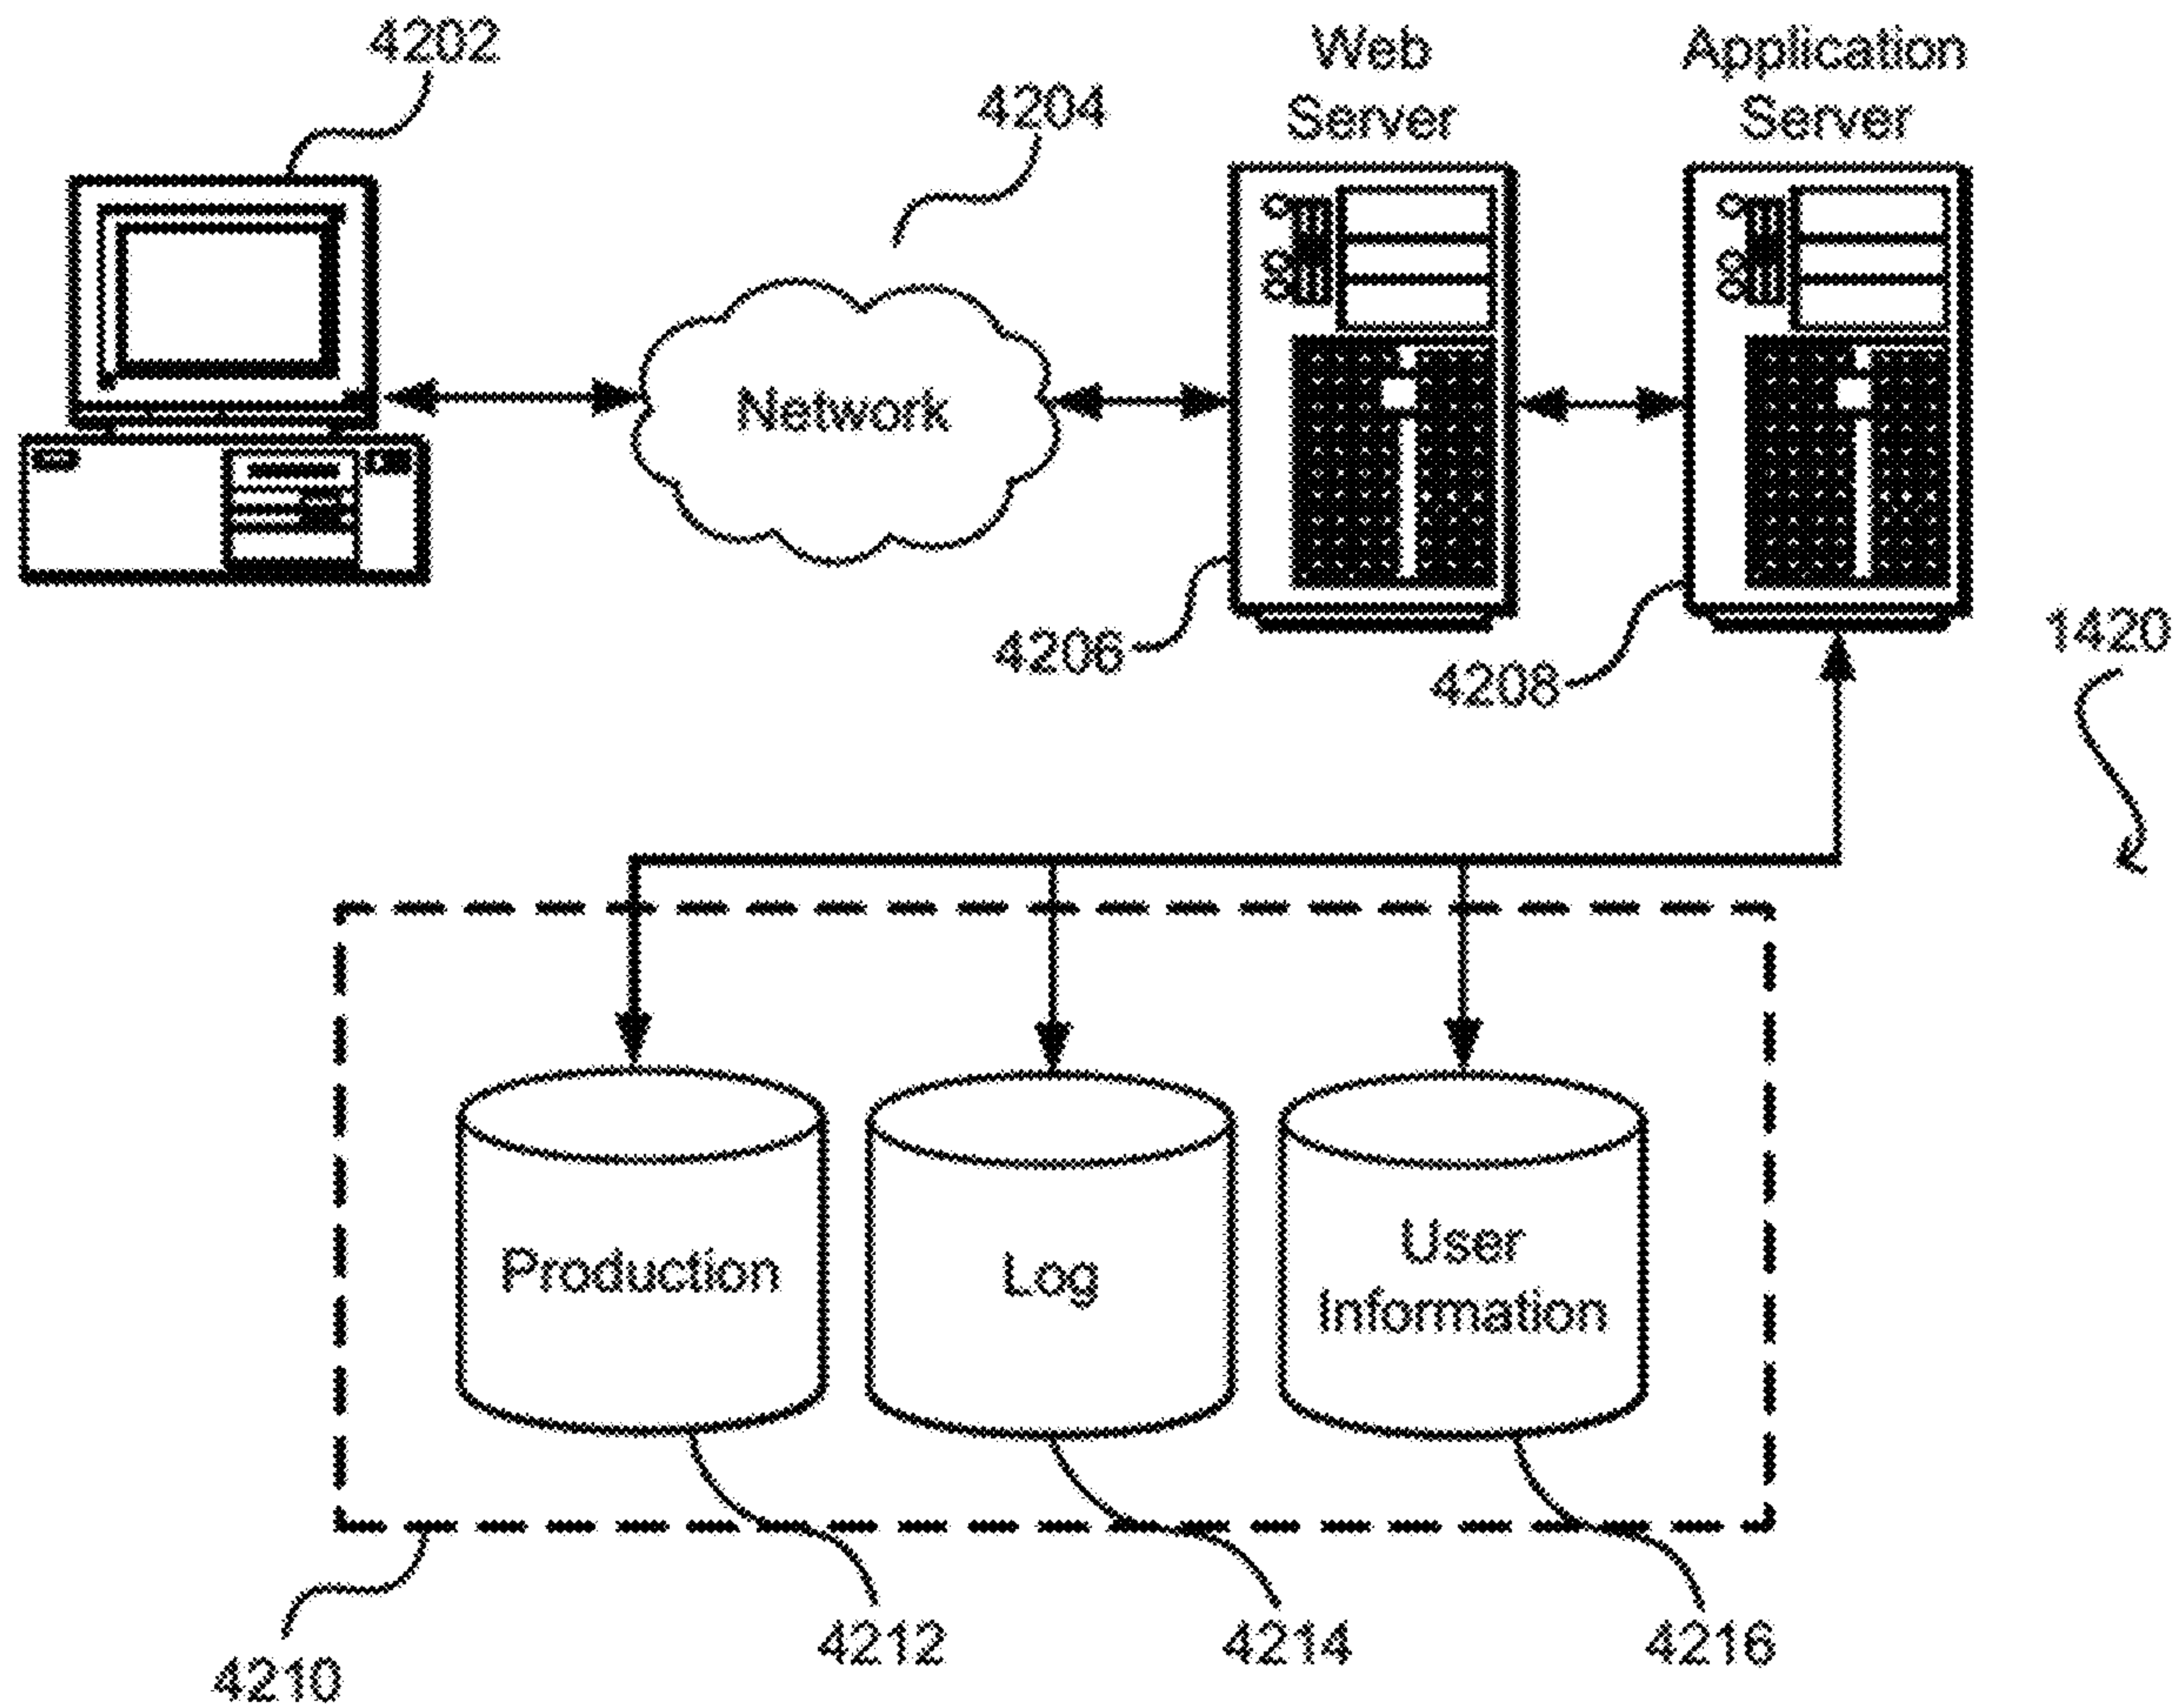 4202
4204
Web
Server
Application
Server
Network
4206
4208
1420
Production
Log
User
Information
4210
4212
4214
4216